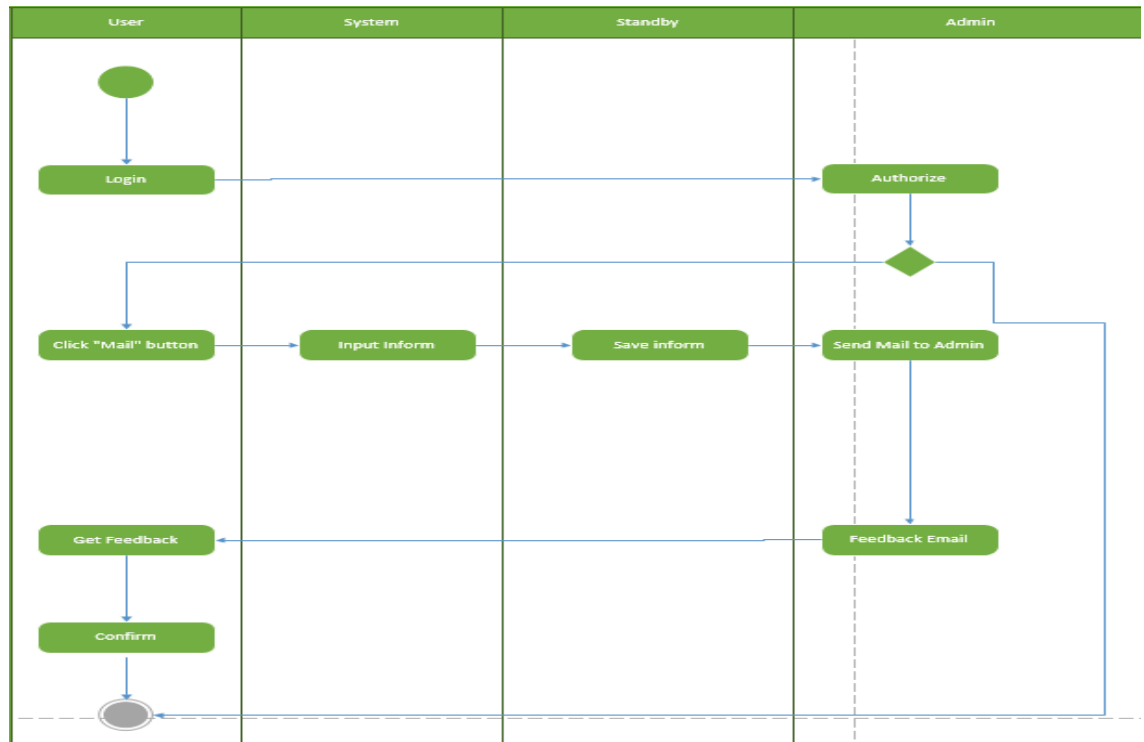 User
System
Standby
Admin
Login
Authorize
Click "Mail" button
Input Inform
Save inform
Send Mail to Admin
Get Feedback
Feedback Email
Confirm